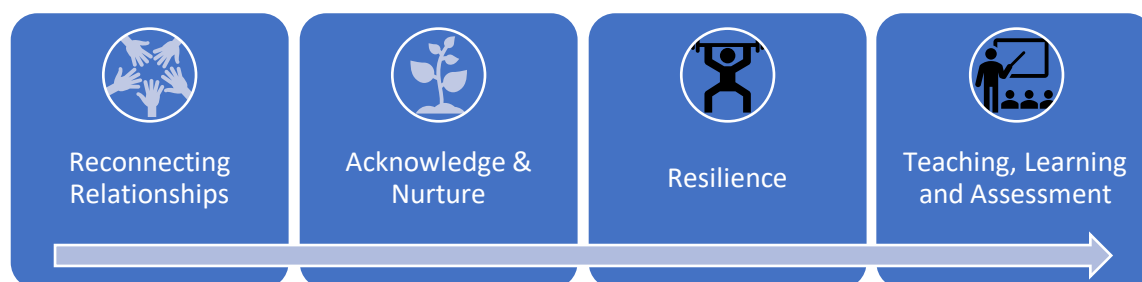 Reconnecting
Relationships
Acknowledge &
Nurture
Resilience
Teaching, Learning
and Assessment